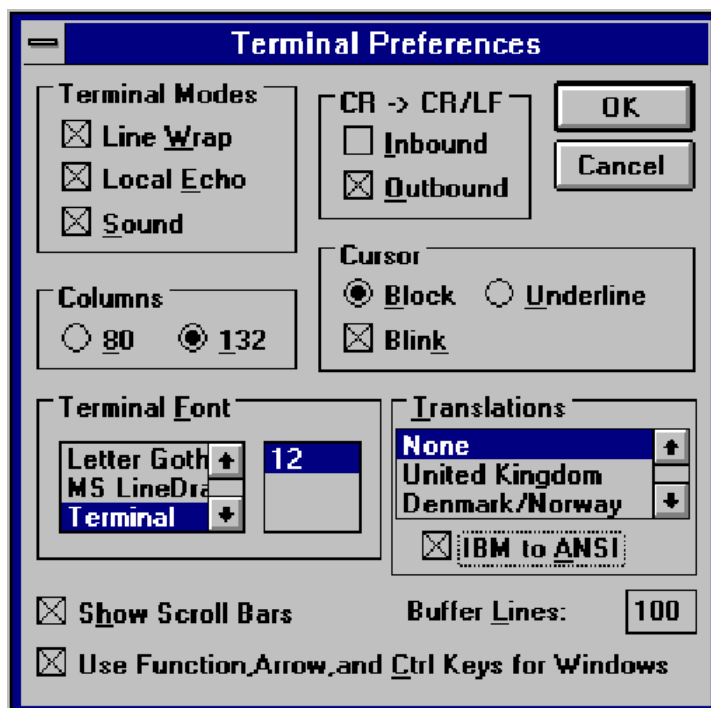 Terminal Preferences
Terminal Modes
Line Wrap
Local Echo
Sound
CR -> CR/LF
Inbound
Outbound
OK
Cancel
Columns
80 132
Cursor
Block Underline
Blink
Terminal Font
Letter Goth
MS LineDra
Terminal
12
Translations
None
United Kingdom
Denmark/Norway
IBM to ANSI
Show Scroll Bars
Buffer Lines: 100
Use Function,Arrow,and Ctrl Keys for Windows